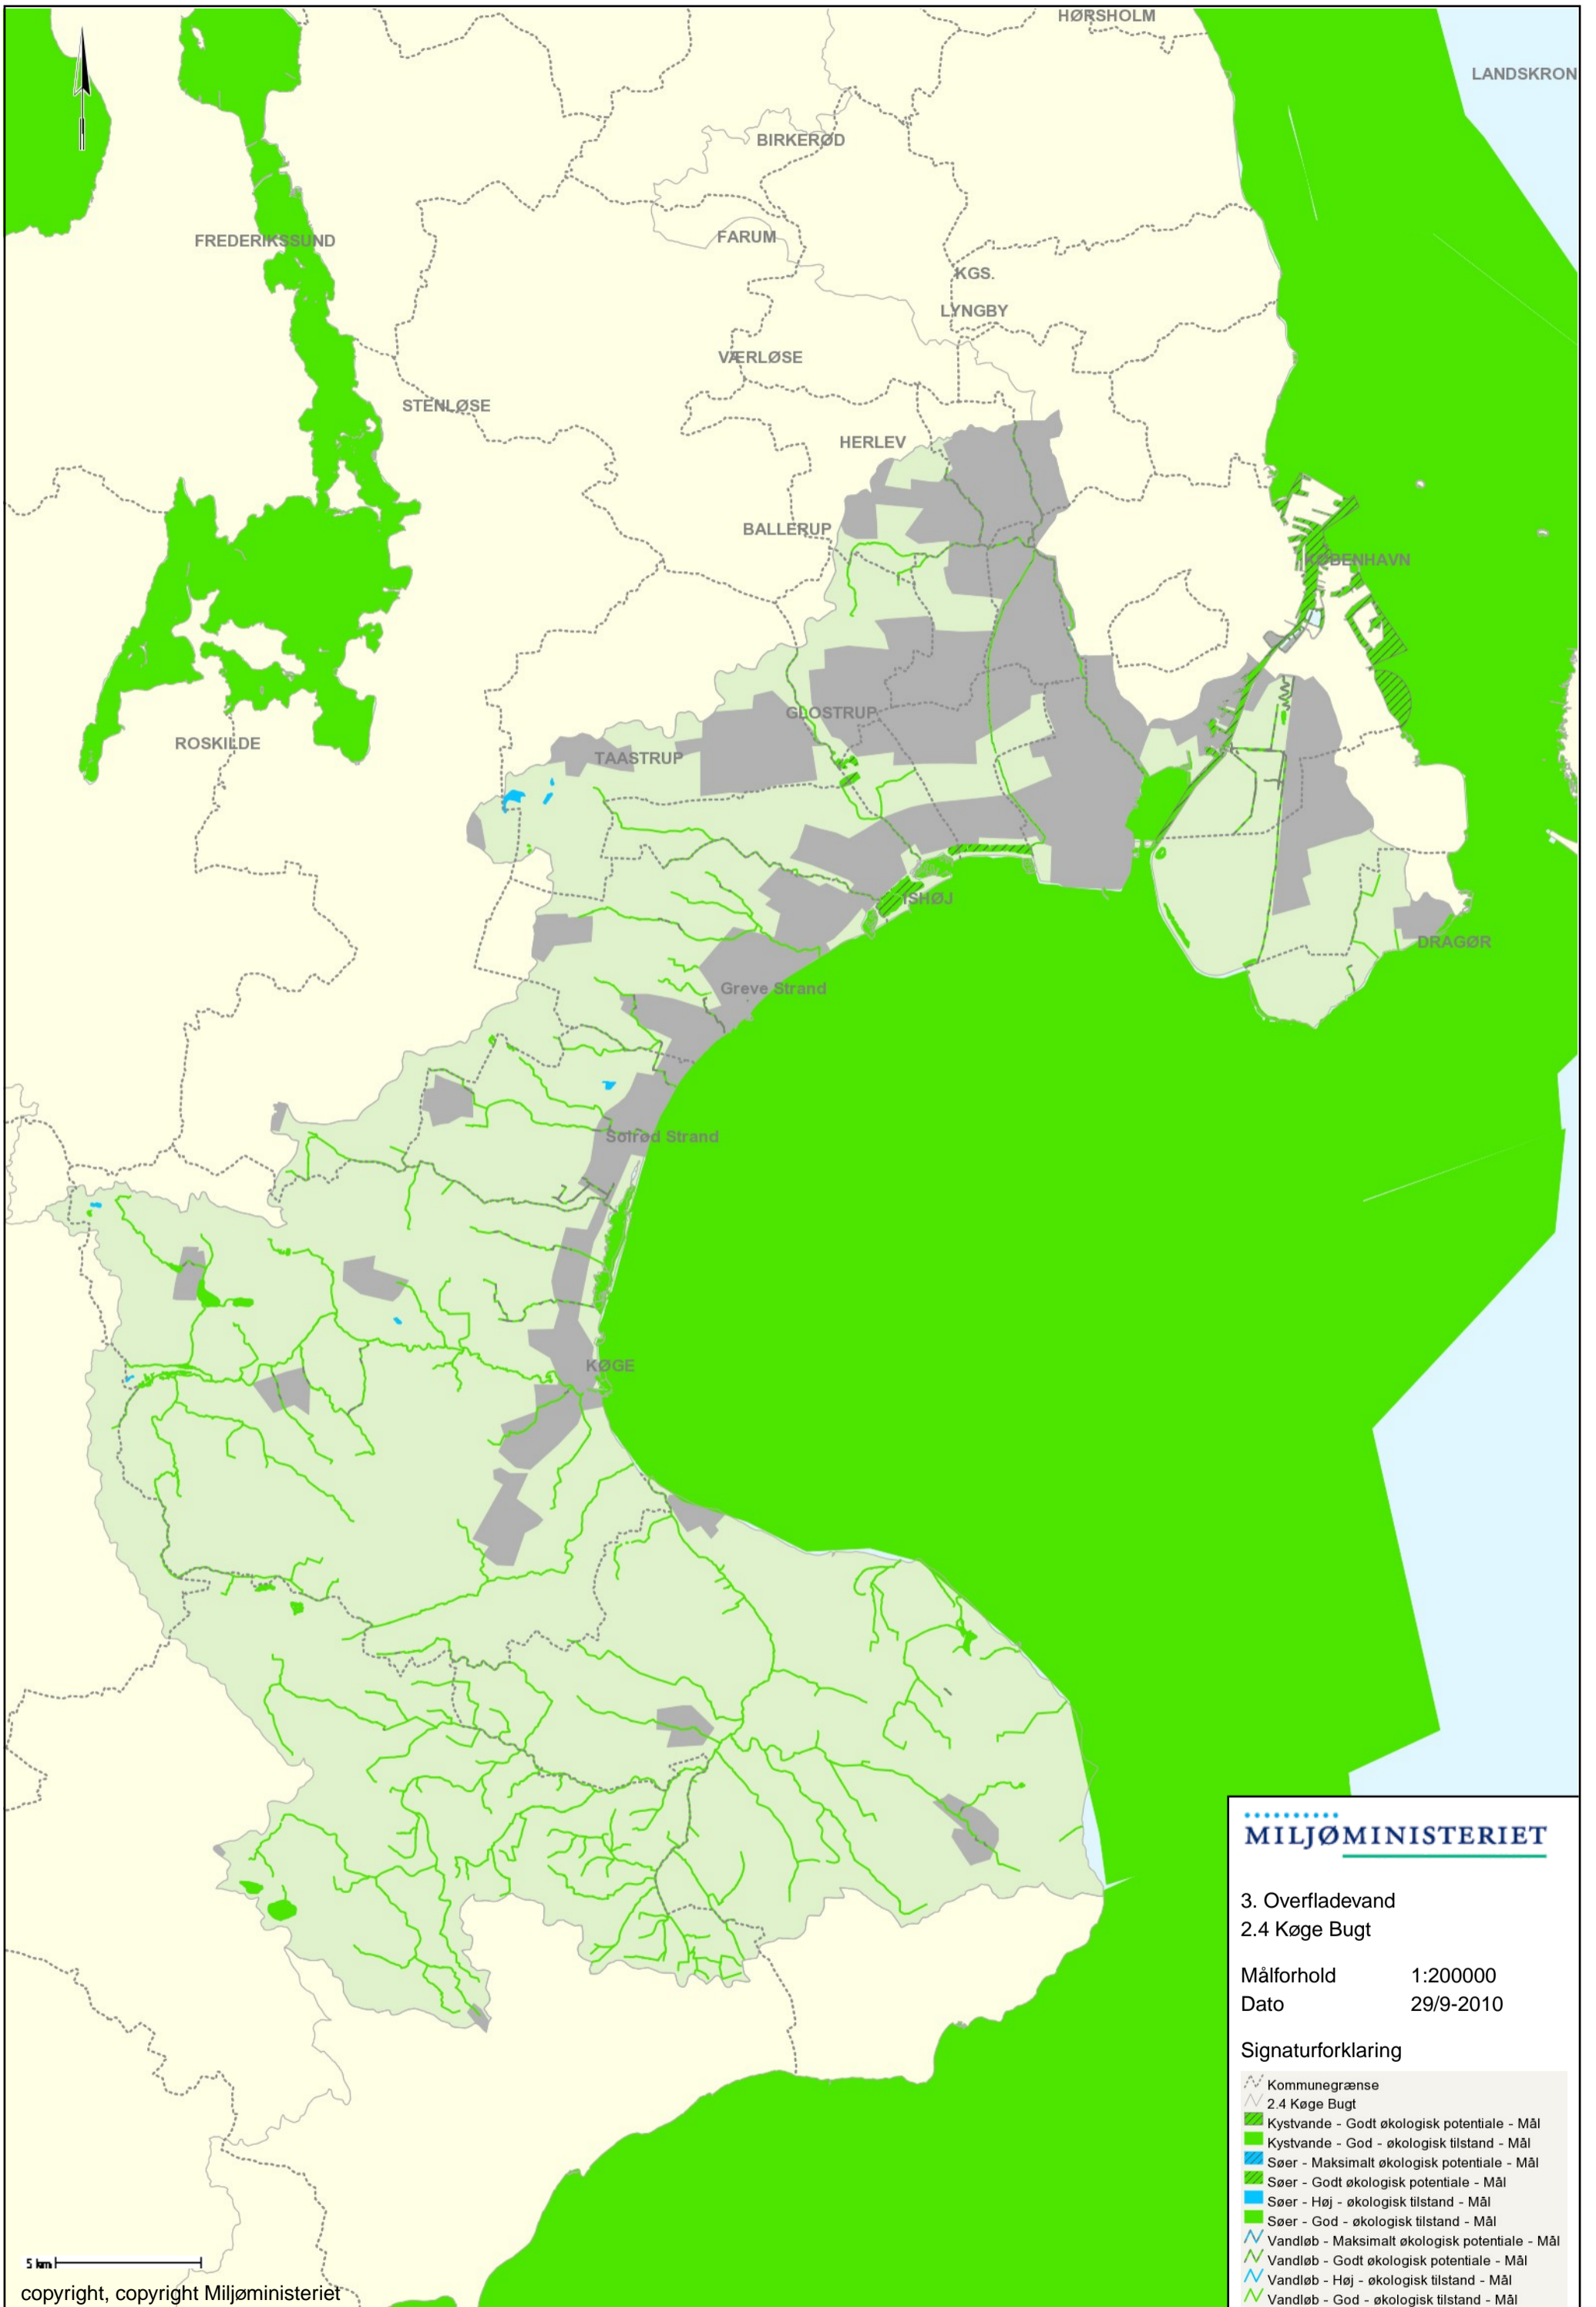 HØRSHOLM
LANDSKRON
BIRKERØD
FREDERIKSSUND
FARUM
KGS.
LYNGBY
VÆRLØSE
STENLØSE
HERLEV
BALLERUP
KØBENHAVN
GLOSTRUP
ROSKILDE
TAASTRUP
ISHØJ
DRAGØR
Greve Strand
Solrød Strand
KØGE
MILJØMINISTERIET
3. Overfladevand
2.4 Køge Bugt
Målforhold 1:200000
Dato 29/9-2010
Signaturforklaring
Kommunegrænse
2.4 Køge Bugt
Kystvande - Godt økologisk potentiale - Mål
Kystvande - God - økologisk tilstand - Mål
Søer - Maksimalt økologisk potentiale - Mål
Søer - Godt økologisk potentiale - Mål
Søer - Høj - økologisk tilstand - Mål
Søer - God - økologisk tilstand - Mål
Vandløb - Maksimalt økologisk potentiale - Mål
Vandløb - Godt økologisk potentiale - Mål
Vandløb - Høj - økologisk tilstand - Mål
Vandløb - God - økologisk tilstand - Mål
5 km
copyright, copyright Miljøministeriet